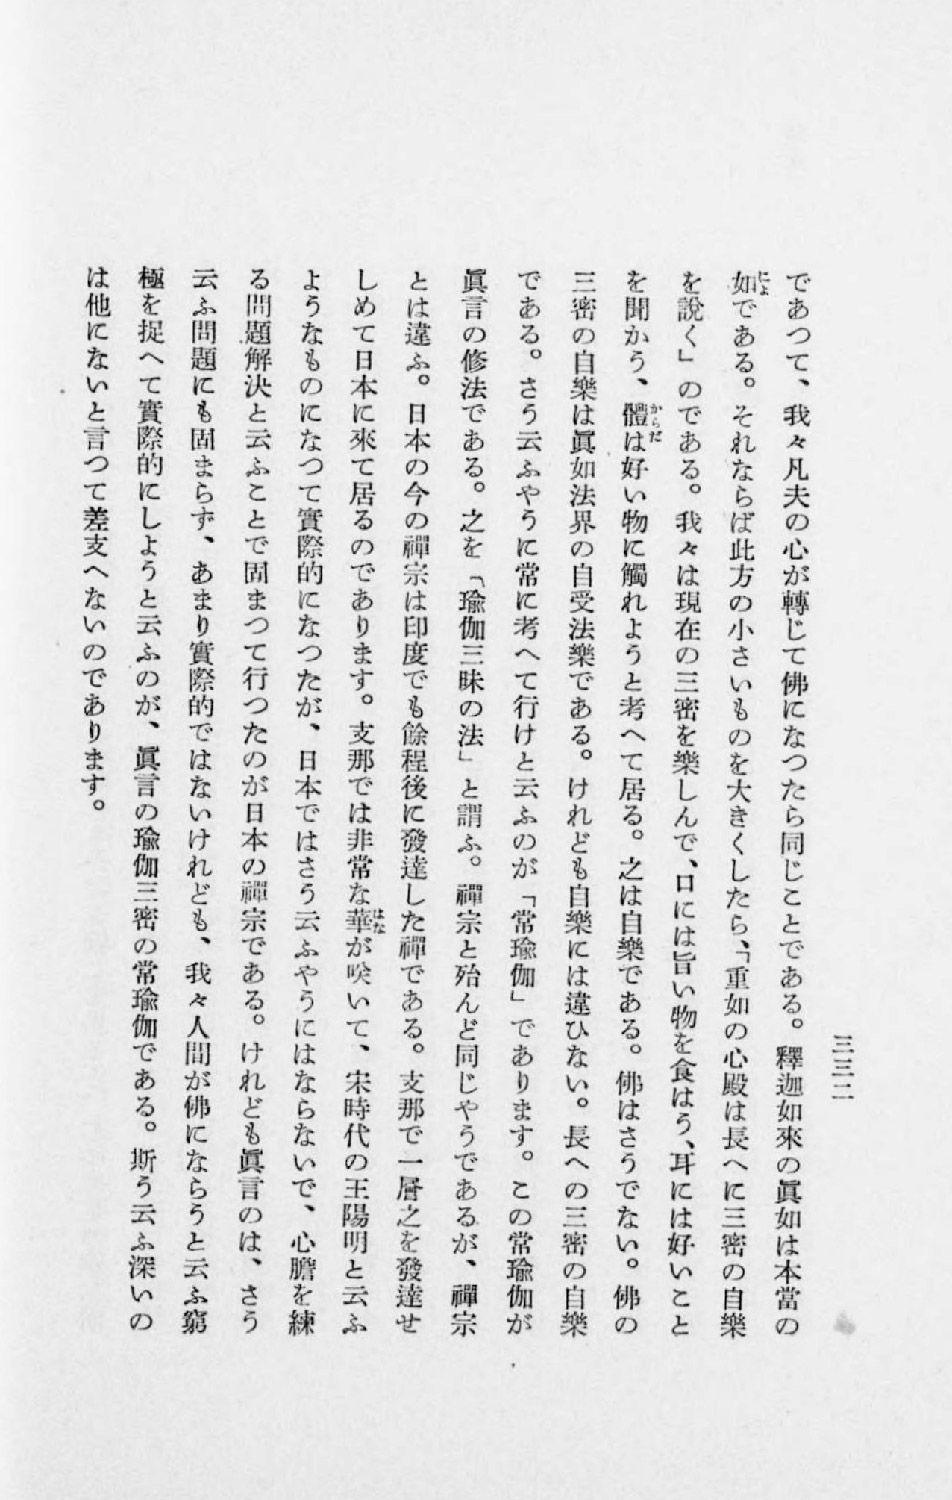 三三二
であつて、我々凡夫の心が轉じて佛になつたら同じことである。釋迦如來の眞如は本當の
如である。それならば此方の小さいものを大きくしたら、「重如の心殿は長へに三密の自樂
を說く」のである。我々は現在の三密を樂しんで、口には旨い物を食はう、耳には好いこと
を聞かう、體は好い物に觸れようと考へて居る。之は自樂である。佛はさうでない。佛の
三密の自樂は眞如法界の自受法樂である。けれども自樂には違ひない。長への三密の自樂
である。さう云ふやうに常に考へて行けと云ふのが「常瑜伽」であります。この常瑜伽が
眞言の修法である。之を「瑜伽三昧の法」と謂ふ。禪宗と殆んど同じやうであるが、禪宗
とは違ふ。日本の今の禪宗は印度でも餘程後に發達した禪である。支那で一層之を發達せ
しめて日本に來て居るのであります。支那では非常な華が咲いて、宋時代の王陽明と云ふ
ようなものになつて實際的になつたが、日本ではさう云ふやうにはならないで、心膽を練
る問題解決と云ふことで固まつて行つたのが日本の禪宗である。けれども眞言のは、さう
云ふ問題にも固まらず、あまり實際的ではないけれども、我々人間が佛にならうと云ふ窮
極を捉へて實際的にしようと云ふのが、眞言の瑜伽三密の常瑜伽である。斯う云ふ深いの
は他にないと言つて差支へないのであります。
にょ
からだ
はな